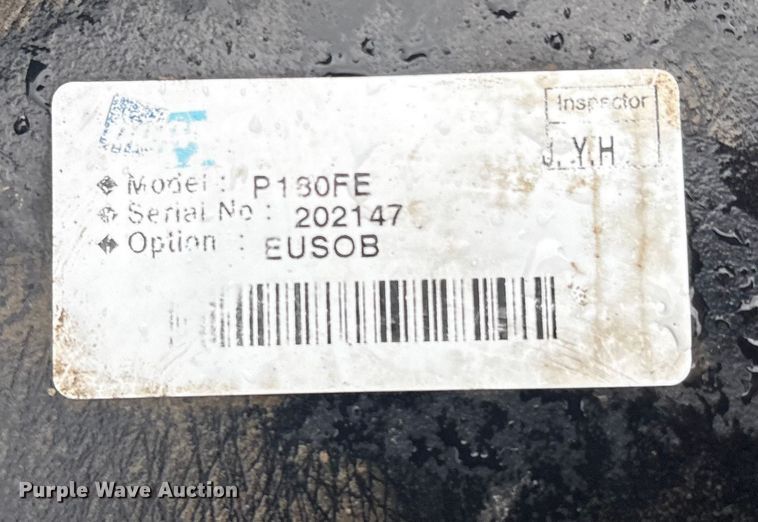 Inspector
J.Y.H
Model : P180FE
Serial No : 202147
Option : EUSOB
Purple Wave Auction